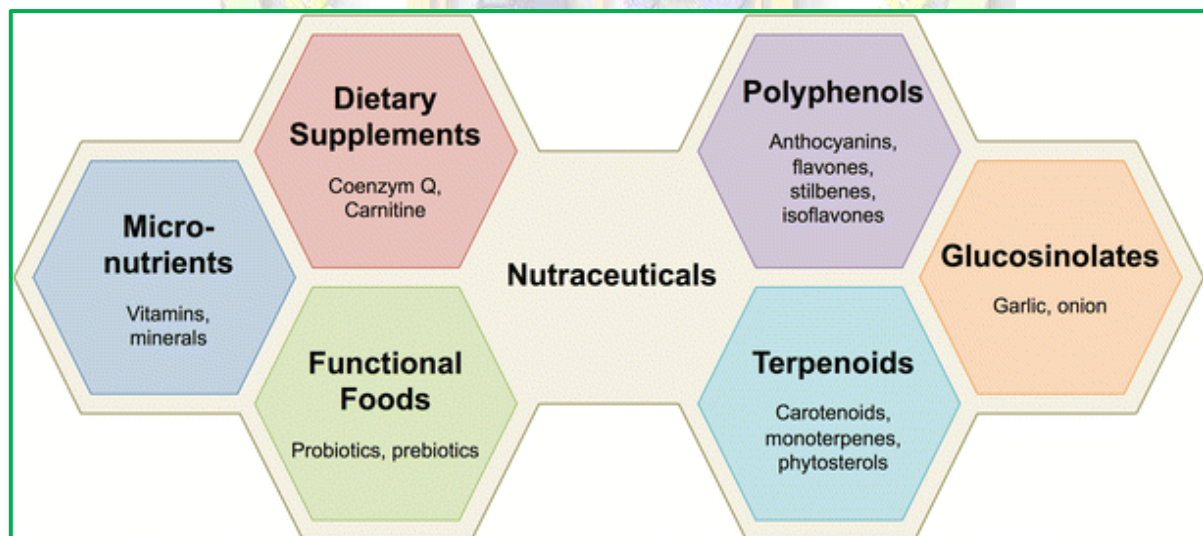 Dietary
Supplements
Coenzym Q,
Carnitine
Polyphenols
Anthocyanins,
flavones,
stilbenes,
isoflavones
Micro-
nutrients
Vitamins,
minerals
Nutraceuticals
Glucosinolates
Garlic, onion
Functional
Foods
Probiotics, prebiotics
Terpenoids
Carotenoids,
monoterpenes,
phytosterols